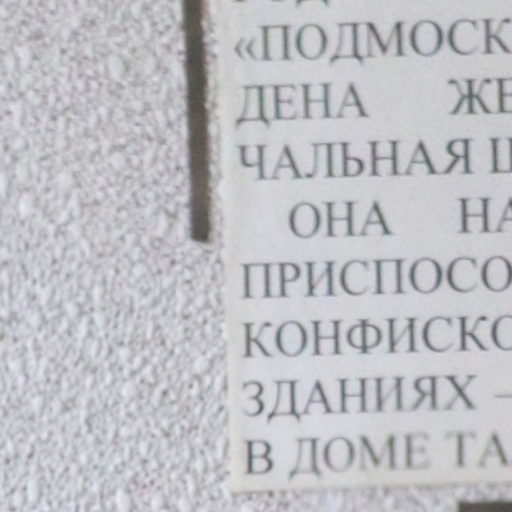 «ПОДМОСК
ДЕНА ЖЕ
ЧАЛЬНАЯ
ОНА НА
ПРИСПОСО
КОНФИСКО
ЗДАНИЯХ –
В ДОМЕ ТА